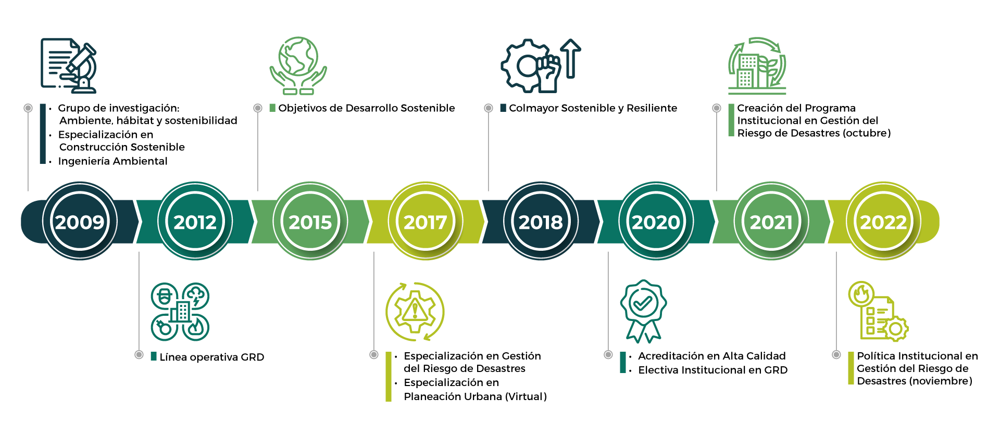 • Grupo de investigación:
Ambiente, hábitat y sostenibilidad
• Especialización en
Construcción Sostenible
• Ingeniería Ambiental
Objetivos de Desarrollo Sostenible
Colmayor Sostenible y Resiliente
Creación del Programa
Institucional en Gestión del
Riesgo de Desastres (octubre)
2009
2012
2015
2017
2018
2020
2021
2022
Línea operativa GRD
• Especialización en Gestión
del Riesgo de Desastres
• Especialización en
Planeación Urbana (Virtual)
• Acreditación en Alta Calidad
• Electiva Institucional en GRD
Política Institucional en
Gestión del Riesgo de
Desastres (noviembre)